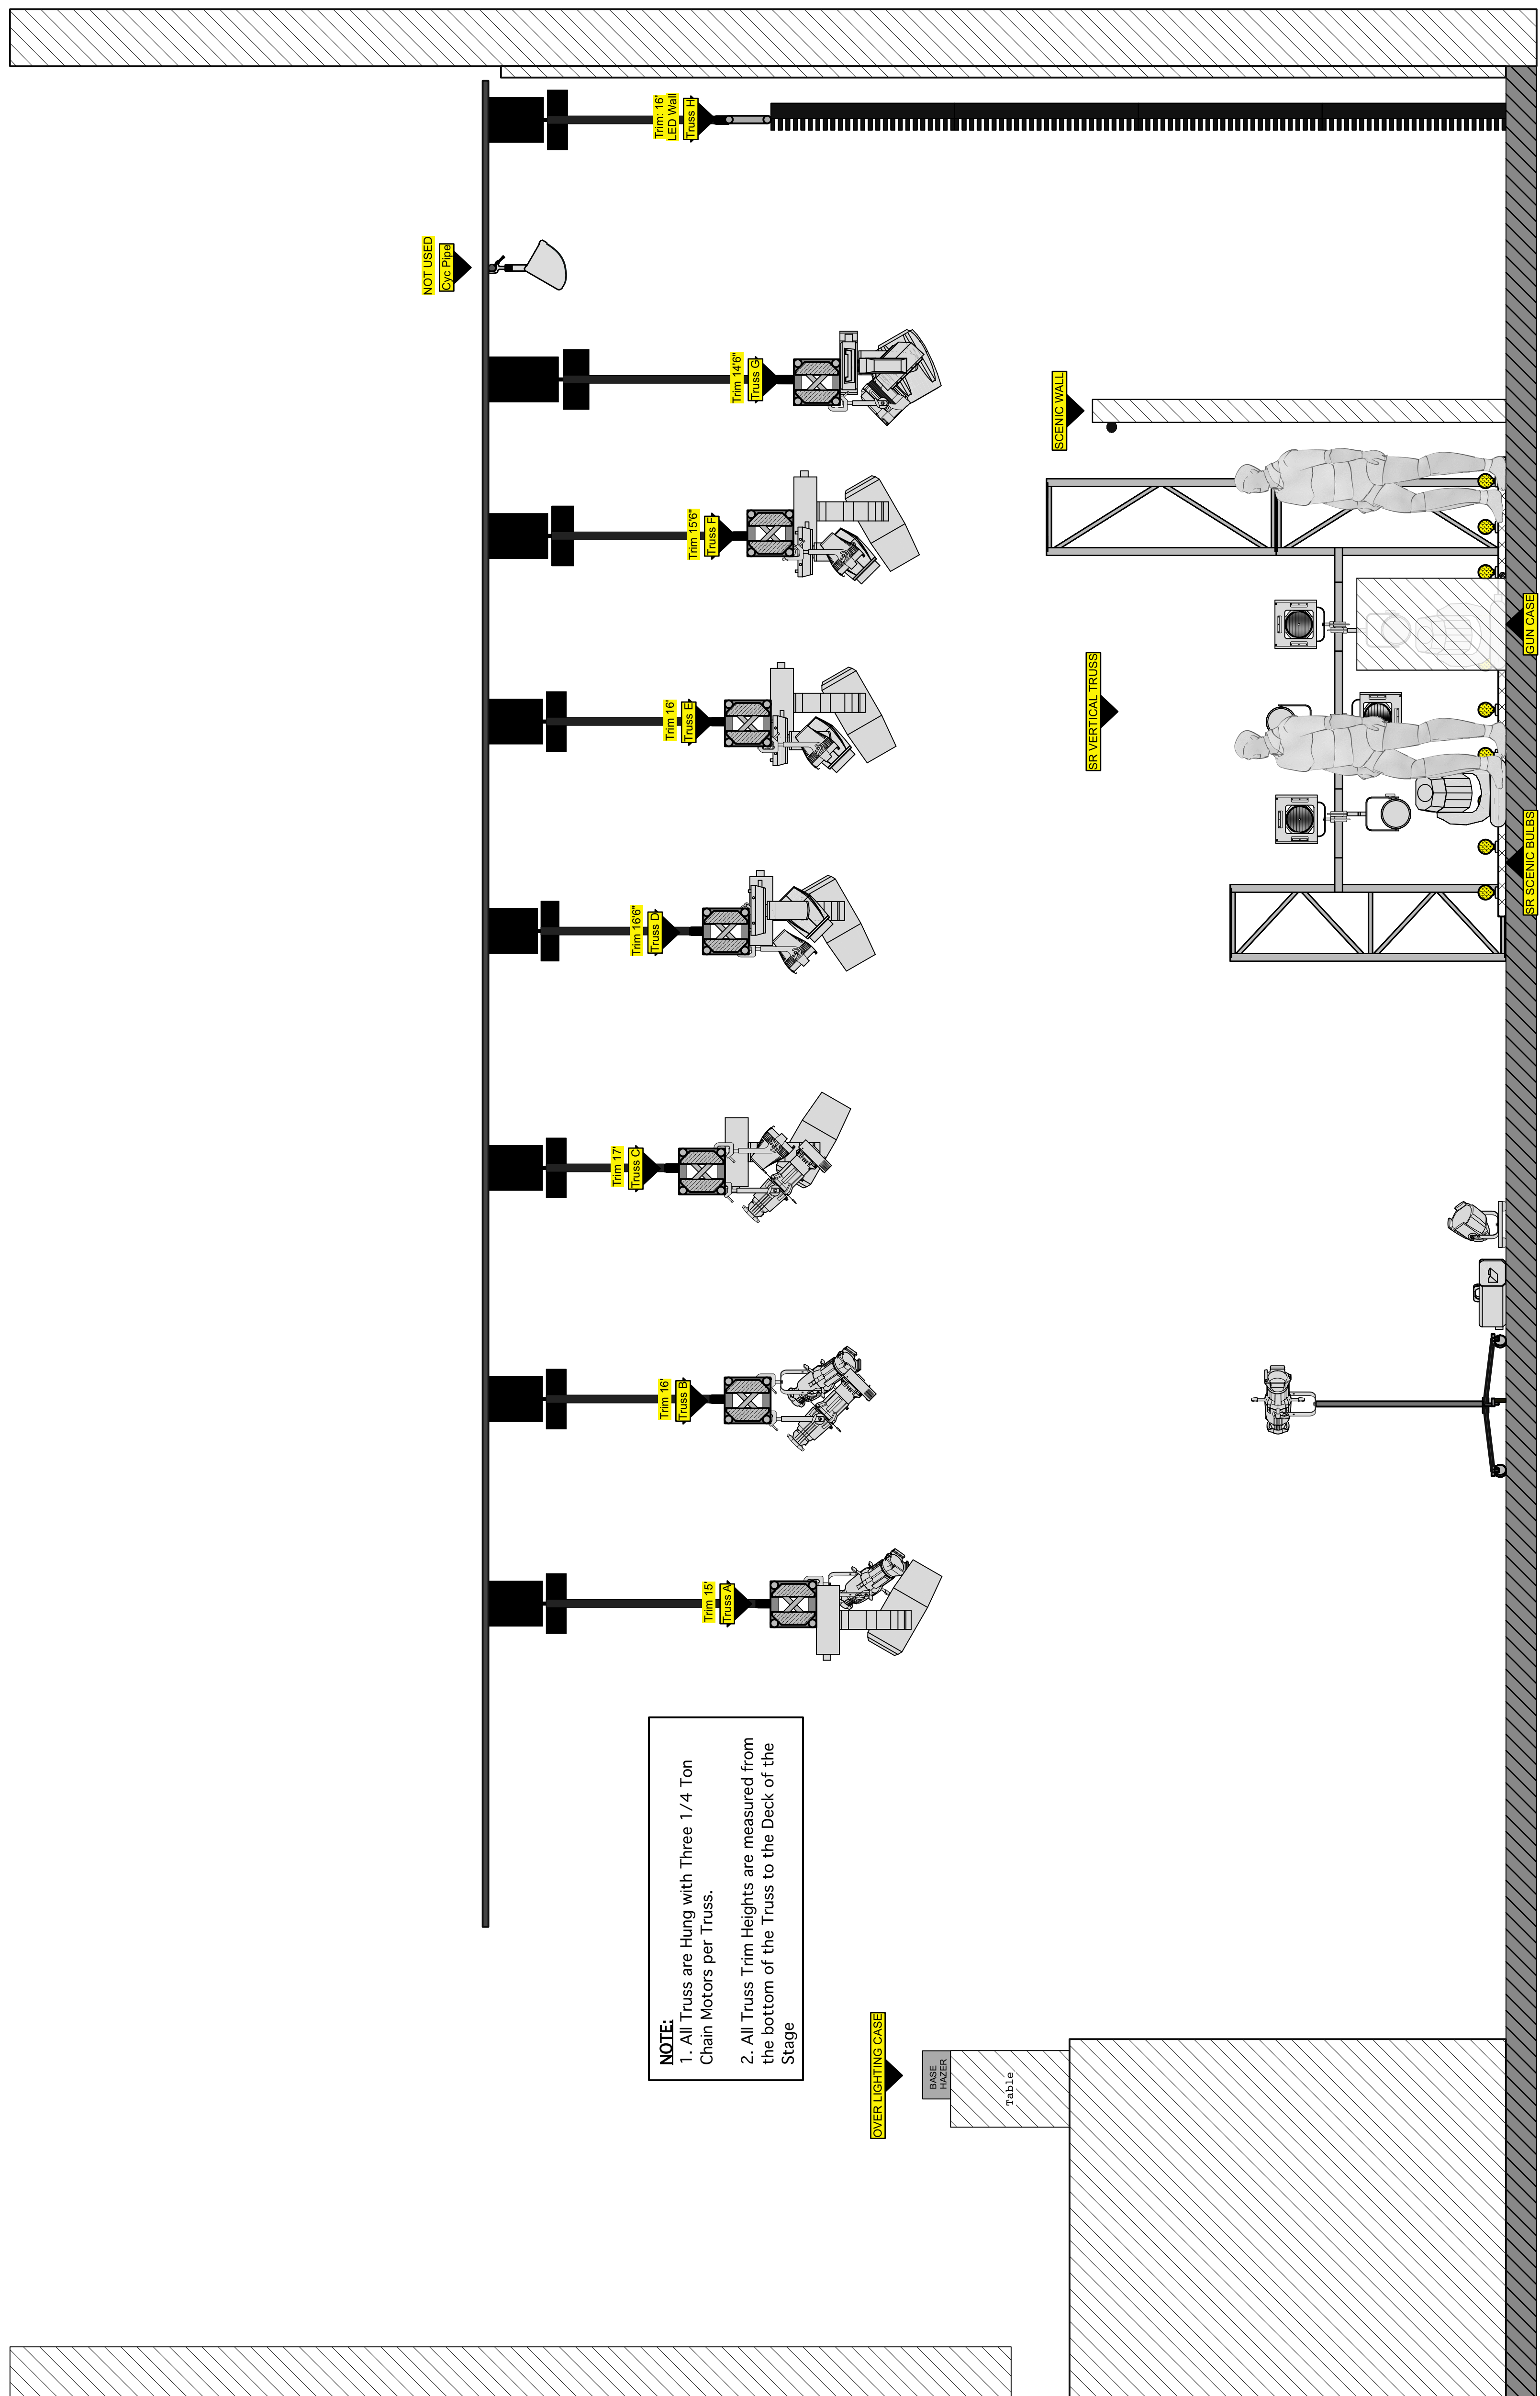 Trim: 16'
LED Wall
Truss H
NOT USED
Cyc Pipe
Trim 14'6"
Truss G
Trim 15'6"
Truss F
Trim 16'
Truss E
Trim 16'6"
Truss D
Trim 17'
Truss C
Trim 16'
Truss B
Trim 15'
Truss A
SCENIC WALL
SR VERTICAL TRUSS
GUN CASE
SR SCENIC BULBS
NOTE:
1. All Truss are Hung with Three 1/4 Ton
Chain Motors per Truss.
2. All Truss Trim Heights are measured from
the bottom of the Truss to the Deck of the
Stage
OVER LIGHTING CASE
BASE
HAZER
Table